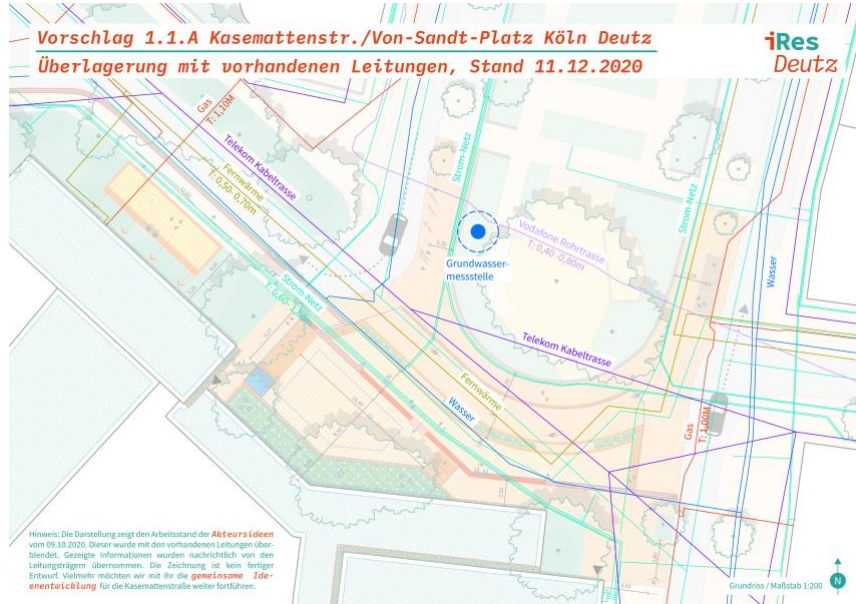 Vorschlag 1.1.A Kasemattenstr./Von-Sandt-Platz Köln Deutz
Überlagerung mit vorhandenen Leitungen, Stand 11.12.2020
iRes
Deutz
Gas
T: 1,10M
Telekom Kabeltrasse
Fernwärme
T: 0,50- 0,70m
Strom-Netz
Strom-Netz
Vodafone Rohrtrasse
T: 0,40 -0,80m
Wasser
Grundwasser-
messstelle
Strom-Netz
Telekom Kabeltrasse
Fernwärme
Wasser
Gas
T: 1,00M
Hinweis: Die Darstellung zeigt den Arbeitsstand der Akteursideen
vom 09.10.2020. Dieser wurde mit den vorhandenen Leitungen über-
blendet. Gezeigte Informationen wurden nachrichtlich von den
Leitungsträgern übernommen. Die Zeichnung ist kein fertiger
Entwurf. Vielmehr möchten wir mit ihr die gemeinsame Ide-
enentwicklung für die Kasemattenstraße weiter fortführen.
Grundriss / Maßstab 1:200
N